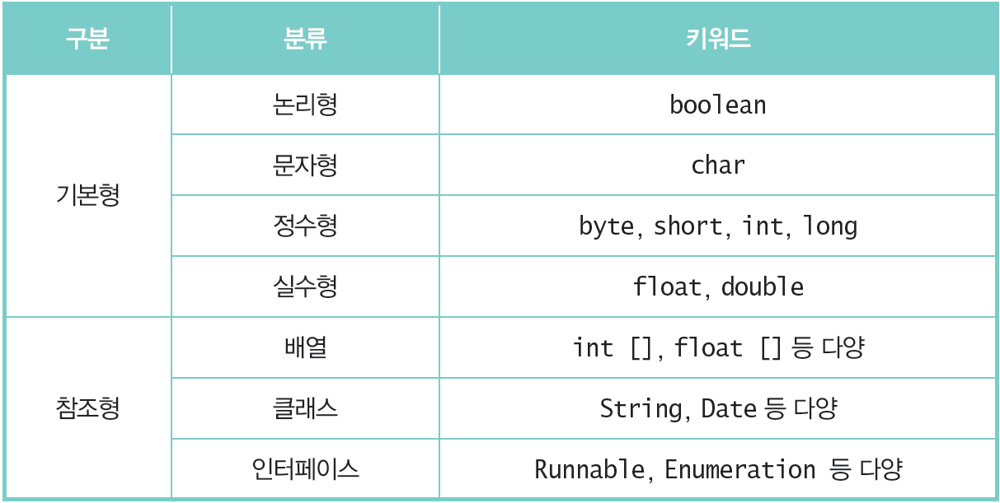 구분 분류 키워드
기본형
논리형 boolean
문자형 char
정수형 byte, short, int, long
실수형 float, double
참조형
배열 int [], float [] 등 다양
클래스 String, Date 등 다양
인터페이스 Runnable, Enumeration 등 다양